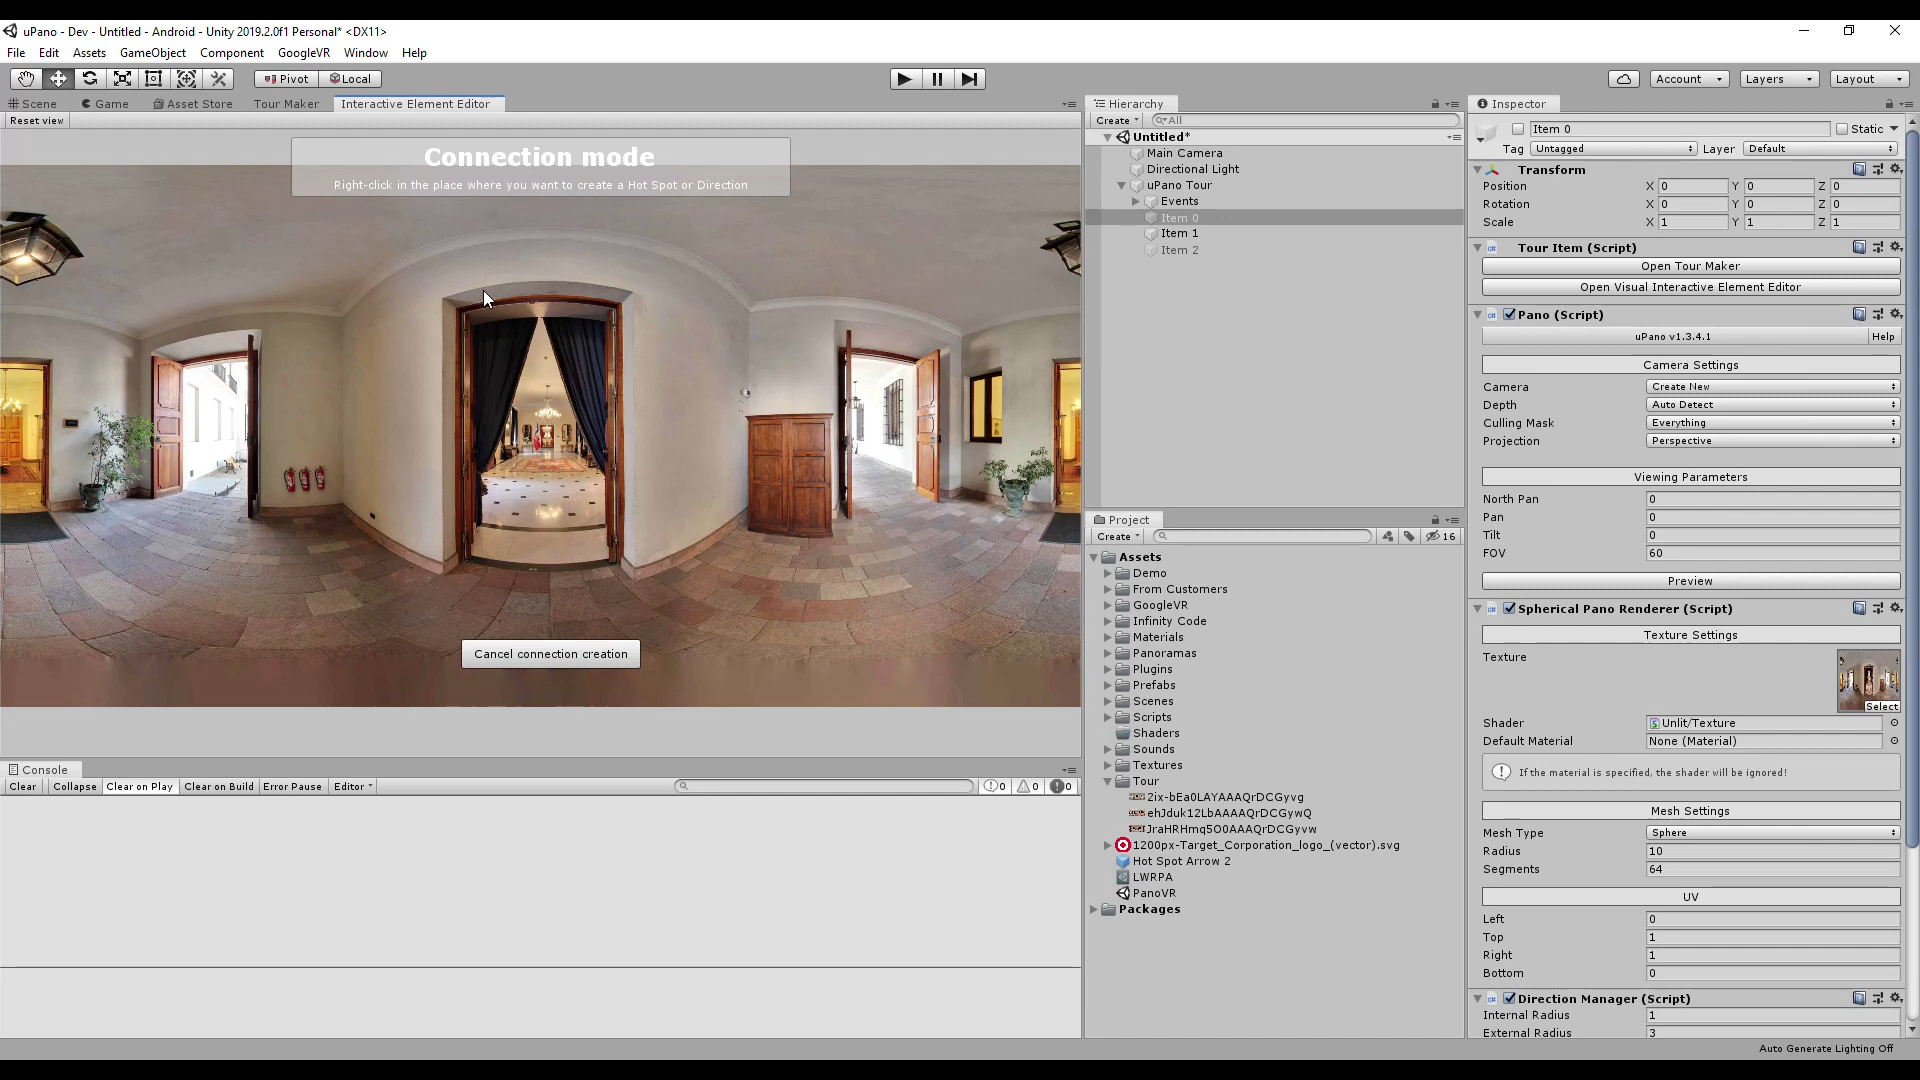 uPano - Dev - Untitled - Android - Unity 2019.2.0f1 Personal* <DX11>
File Edit Assets GameObject Component GoogleVR Window Help
Pivot Local
Account Layers Layout
Scene Game Asset Store Tour Maker Interactive Element Editor
Reset view
Connection mode
Right-click in the place where you want to create a Hot Spot or Direction
Cancel connection creation
Console
Clear Collapse Clear on Play Clear on Build Error Pause Editor
0 0 0
Hierarchy
Create All
Untitled*
Main Camera
Directional Light
uPano Tour
Events
Item 0
Item 1
Item 2
Project
Create
16
Assets
Demo
From Customers
GoogleVR
Infinity Code
Materials
Panoramas
Plugins
Prefabs
Scenes
Scripts
Shaders
Sounds
Textures
Tour
2ix-bEa0LAYAAAQrDCGyvg
ehJduk12LbAAAAQrDCGywQ
JraHRHmq5O0AAAQrDCGyvw
1200px-Target_Corporation_logo_(vector).svg
Hot Spot Arrow 2
LWRPA
PanoVR
Packages
Inspector
Item 0 Static
Tag Untagged Layer Default
Transform
Position X 0 Y 0 Z 0
Rotation X 0 Y 0 Z 0
Scale X 1 Y 1 Z 1
Tour Item (Script)
Open Tour Maker
Open Visual Interactive Element Editor
Pano (Script)
uPano v1.3.4.1 Help
Camera Settings
Camera Create New
Depth Auto Detect
Culling Mask Everything
Projection Perspective
Viewing Parameters
North Pan 0
Pan 0
Tilt 0
FOV 60
Preview
Spherical Pano Renderer (Script)
Texture Settings
Texture
Select
Shader Unlit/Texture
Default Material None (Material)
If the material is specified, the shader will be ignored!
Mesh Settings
Mesh Type Sphere
Radius 10
Segments 64
UV
Left 0
Top 1
Right 1
Bottom 0
Direction Manager (Script)
Internal Radius 1
External Radius 3
Auto Generate Lighting Off